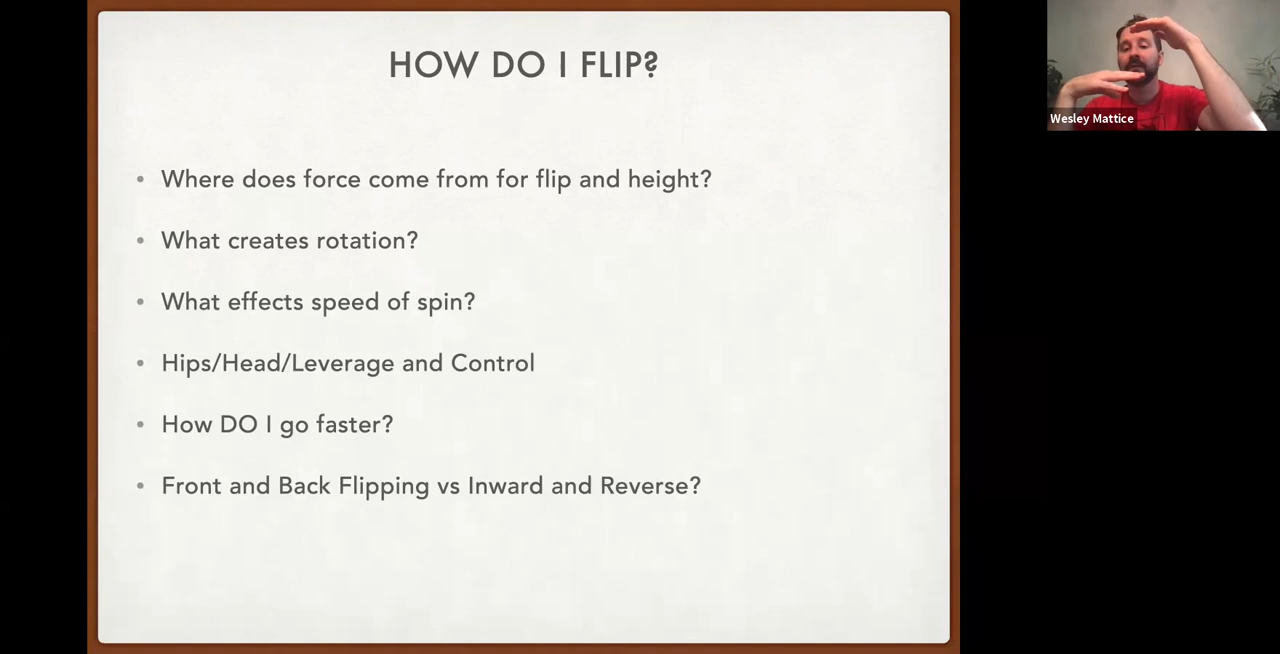 HOW DO I FLIP?
Where does force come from for flip and height?
What creates rotation?
What effects speed of spin?
Hips/Head/Leverage and Control
How DO I go faster?
Front and Back Flipping vs Inward and Reverse?
Wesley Mattice